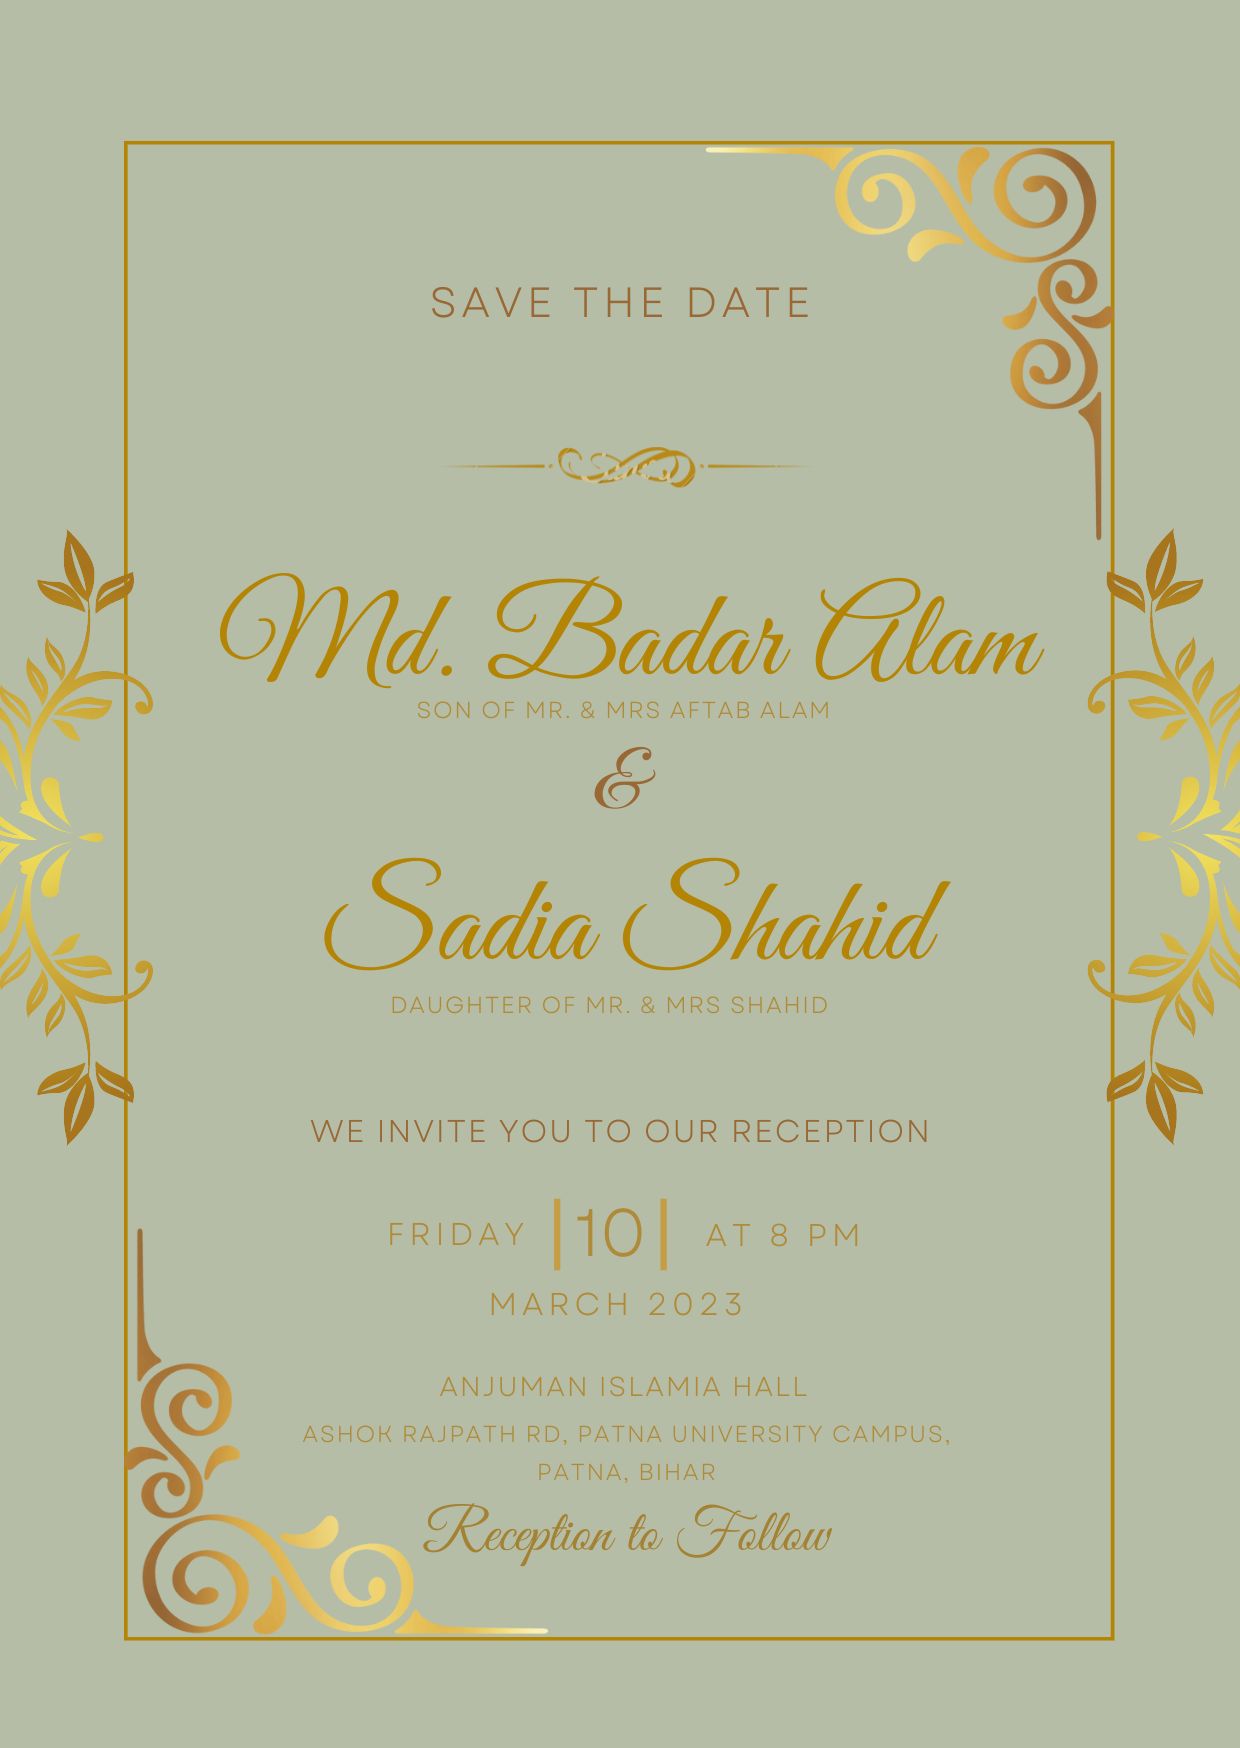 SAVE THE DATE
Md. Badar Alam
SON OF MR. & MRS AFTAB ALAM
&
Sadia Shahid
DAUGHTER OF MR. & MRS SHAHID
WE INVITE YOU TO OUR RECEPTION
FRIDAY |10| AT 8 PM
MARCH 2023
ANJUMAN ISLAMIA HALL
ASHOK RAJPATH RD, PATNA UNIVERSITY CAMPUS,
PATNA, BIHAR
Reception to Follow